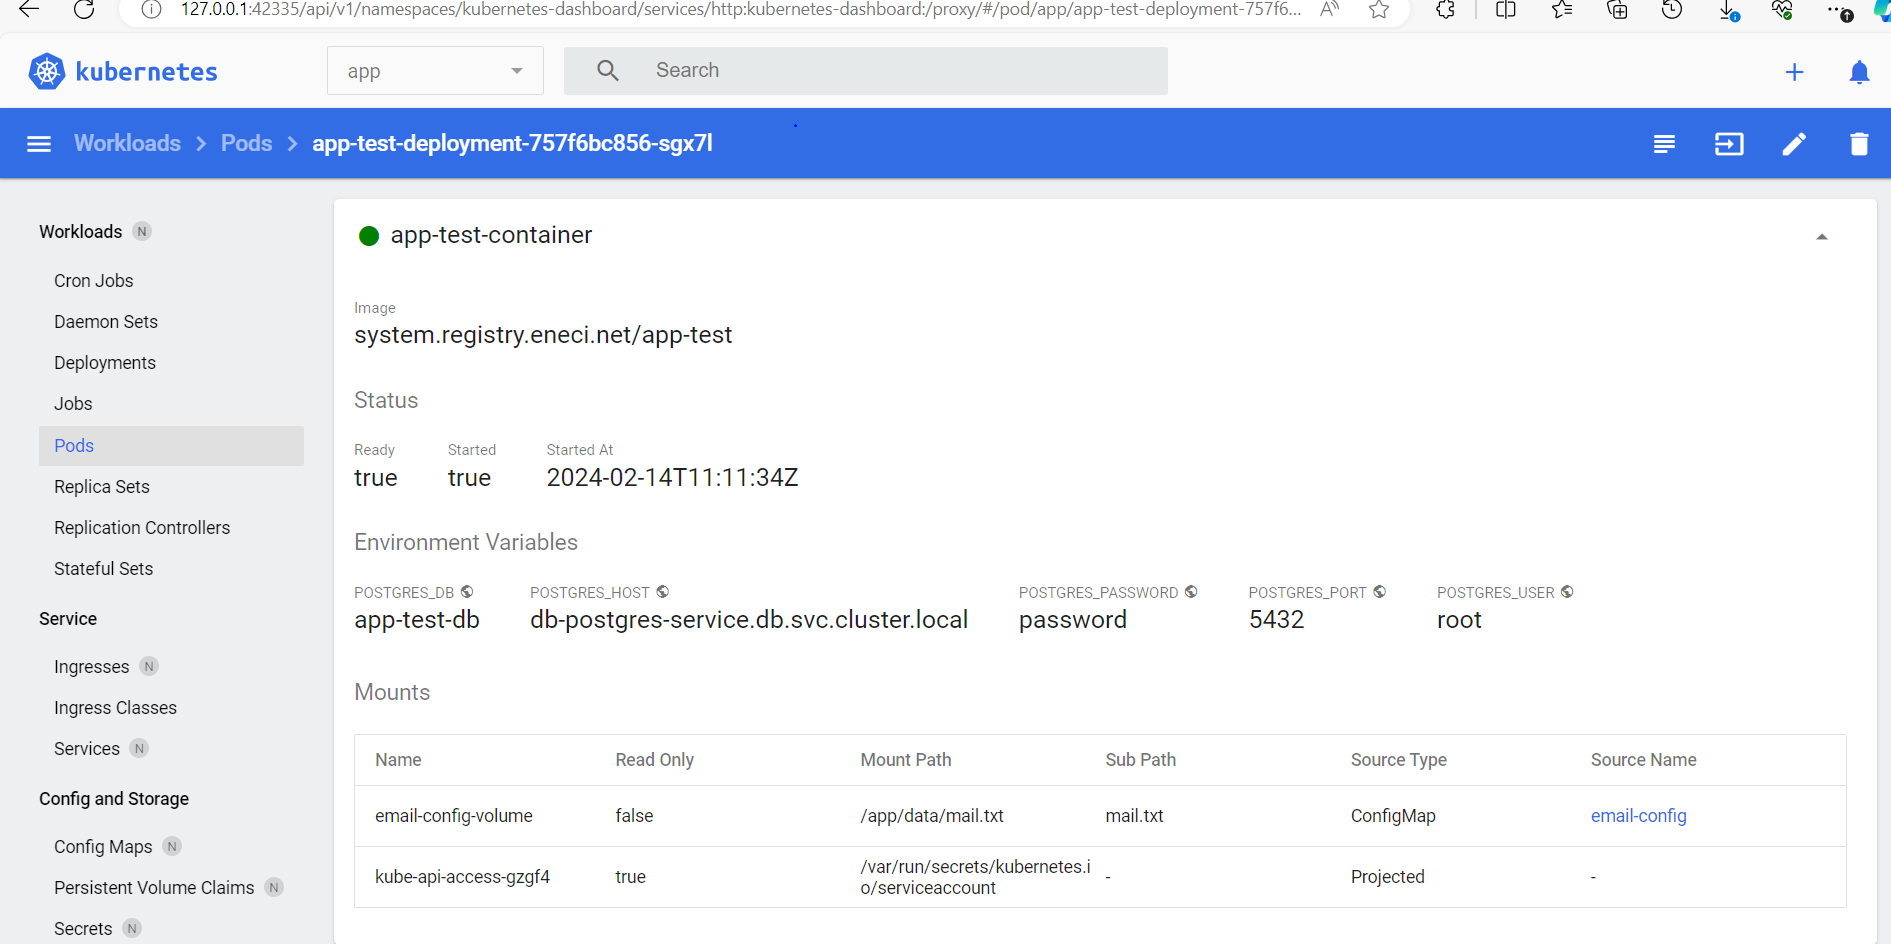 127.0.0.1:42335/api/v1/namespaces/kubernetes-dashboard/services/http:kubernetes-dashboard:/proxy/#/pod/app/app-test-deployment-757f6...
kubernetes
app
Search
Workloads > Pods > app-test-deployment-757f6bc856-sgx7l
Workloads N
Cron Jobs
Daemon Sets
Deployments
Jobs
Pods
Replica Sets
Replication Controllers
Stateful Sets
Service
Ingresses N
Ingress Classes
Services N
Config and Storage
Config Maps N
Persistent Volume Claims N
Secrets N
app-test-container
Image
system.registry.eneci.net/app-test
Status
Ready Started Started At
true true 2024-02-14T11:11:34Z
Environment Variables
POSTGRES_DB POSTGRES_HOST POSTGRES_PASSWORD POSTGRES_PORT POSTGRES_USER
app-test-db db-postgres-service.db.svc.cluster.local password 5432 root
Mounts
Name Read Only Mount Path Sub Path Source Type Source Name
email-config-volume false /app/data/mail.txt mail.txt ConfigMap email-config
kube-api-access-gzgf4 true /var/run/secrets/kubernetes.i - Projected -
o/serviceaccount